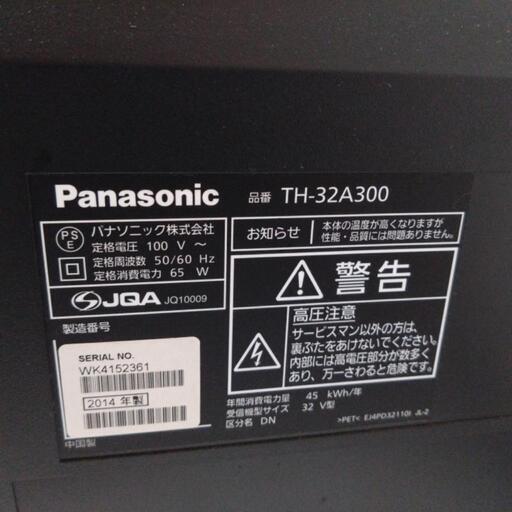 Panasonic
品番 TH-32A300
PS
E
パナソニック株式会社
定格電圧 100 V ～
定格周波数 50/60 Hz
定格消費電力 65 W
JQA JQ10009
お知らせ
本体の温度が高くなりますが
性能・品質には問題ありません。
警告
高圧注意
サービスマン以外の方は、
裏ぶたをあけないでください。
内部には高電圧部分が数多く
あり、万一さわると危険です。
製造番号
SERIAL NO.
WK4152361
2014 年製
中国製
年間消費電力量 45 kWh/年
受信機型サイズ 32 V型
区分名 DN
>PET< EJ4PD32110I JL-2